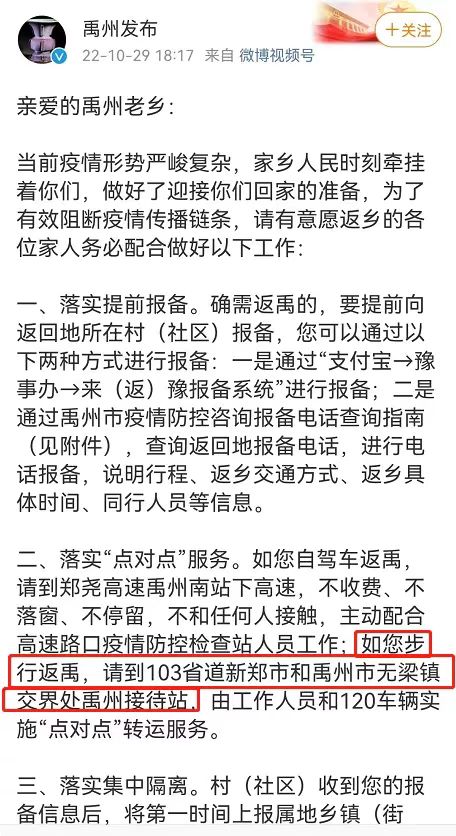 禹州发布
+关注
22-10-29 18:17 来自 微博视频号
亲爱的禹州老乡：
当前疫情形势严峻复杂，家乡人民时刻牵挂
着你们，做好了迎接你们回家的准备，为了
有效阻断疫情传播链条，请有意愿返乡的各
位家人务必配合做好以下工作：
一、落实提前报备。确需返禹的，要提前向
返回地所在村（社区）报备，您可以通过以
下两种方式进行报备：一是通过“支付宝→豫
事办→来（返）豫报备系统”进行报备；二是
通过禹州市疫情防控咨询报备电话查询指南
（见附件），查询返回地报备电话，进行电
话报备，说明行程、返乡交通方式、返乡具
体时间、同行人员等信息。
二、落实“点对点”服务。如您自驾车返禹，
请到郑尧高速禹州南站下高速，不收费、不
落窗、不停留，不和任何人接触，主动配合
高速路口疫情防控检查站人员工作；如您步
行返禹，请到103省道新郑市和禹州市无梁镇
交界处禹州接待站，由工作人员和120车辆实
施“点对点”转运服务。
三、落实集中隔离。村（社区）收到您的报
备信息后，将第一时间上报属地乡镇（街